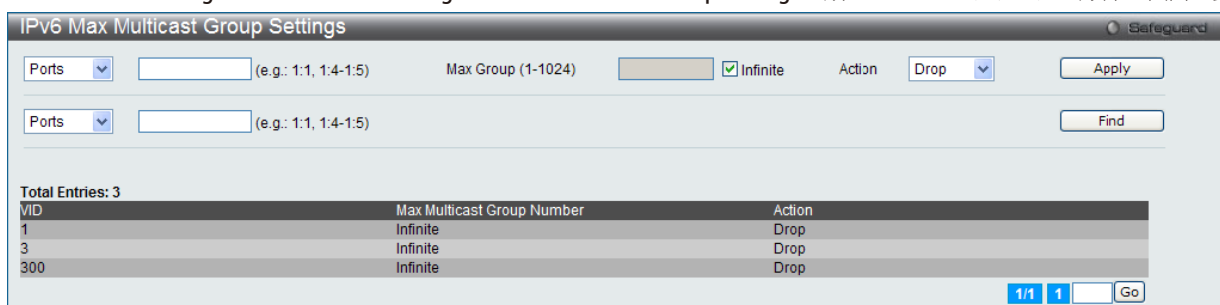 IPv6 Max Multicast Group Settings Safeguard
Ports (e.g.: 1:1, 1:4-1:5) Max Group (1-1024) Infinite Action Drop Apply
Ports (e.g.: 1:1, 1:4-1:5) Find
Total Entries: 3
VID Max Multicast Group Number Action
1 Infinite Drop
3 Infinite Drop
300 Infinite Drop
1/1 1 Go